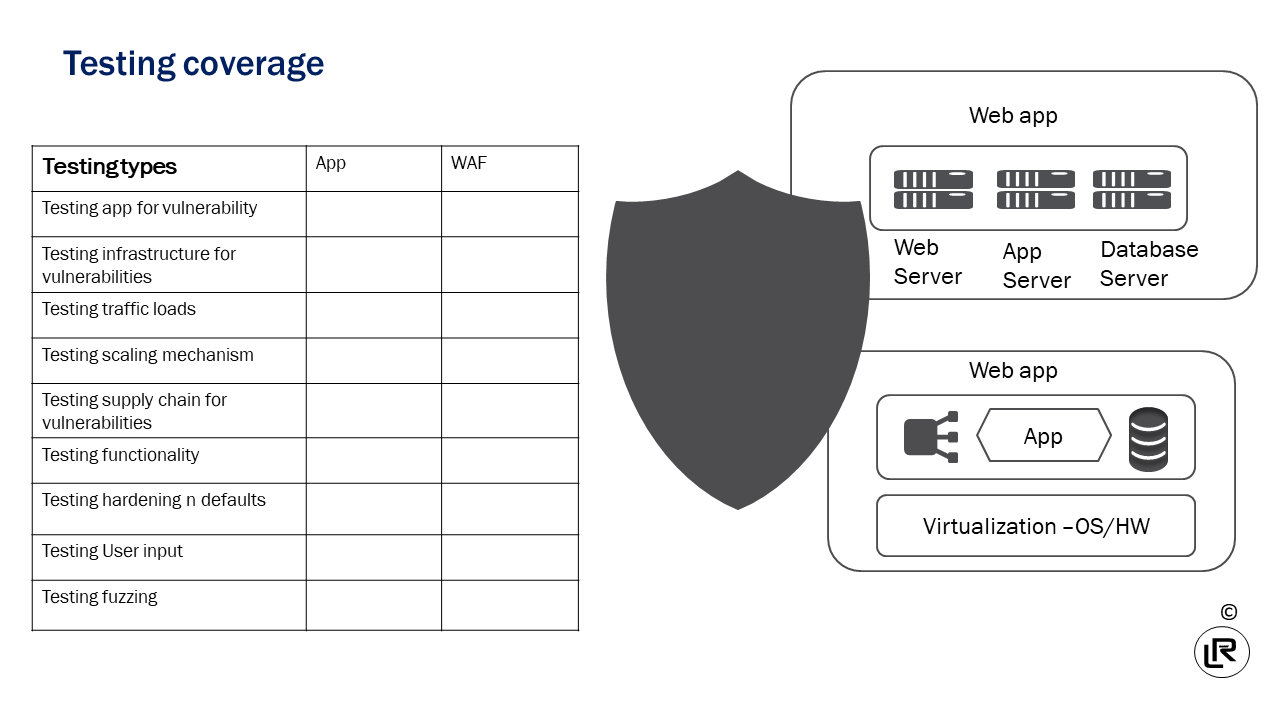 Testing coverage
Testing types
App
WAF
Testing app for vulnerability
Testing infrastructure for
vulnerabilities
Testing traffic loads
Testing scaling mechanism
Testing supply chain for
vulnerabilities
Testing functionality
Testing hardening n defaults
Testing User input
Testing fuzzing
Web app
Web
Server
App
Server
Database
Server
Web app
App
Virtualization –OS/HW
©
LR